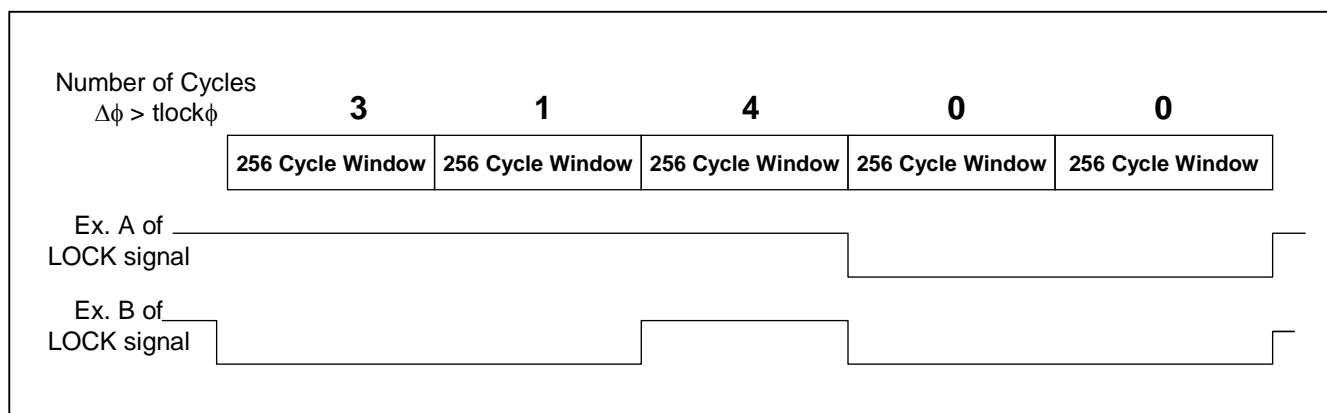 Number of Cycles
Δϕ > tlockϕ
3 1 4 0 0
256 Cycle Window 256 Cycle Window 256 Cycle Window 256 Cycle Window 256 Cycle Window
Ex. A of
LOCK signal
Ex. B of
LOCK signal